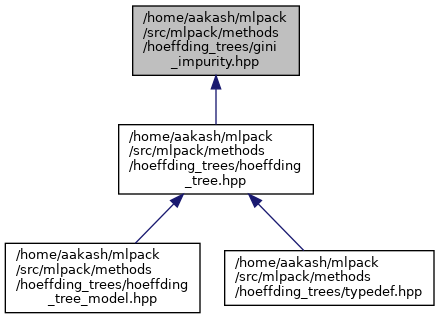 /home/aakash/mlpack
/src/mlpack/methods
/hoeffding_trees/gini
_impurity.hpp
/home/aakash/mlpack
/src/mlpack/methods
/hoeffding_trees/hoeffding
_tree.hpp
/home/aakash/mlpack
/src/mlpack/methods
/hoeffding_trees/hoeffding
_tree_model.hpp
/home/aakash/mlpack
/src/mlpack/methods
/hoeffding_trees/typedef.hpp